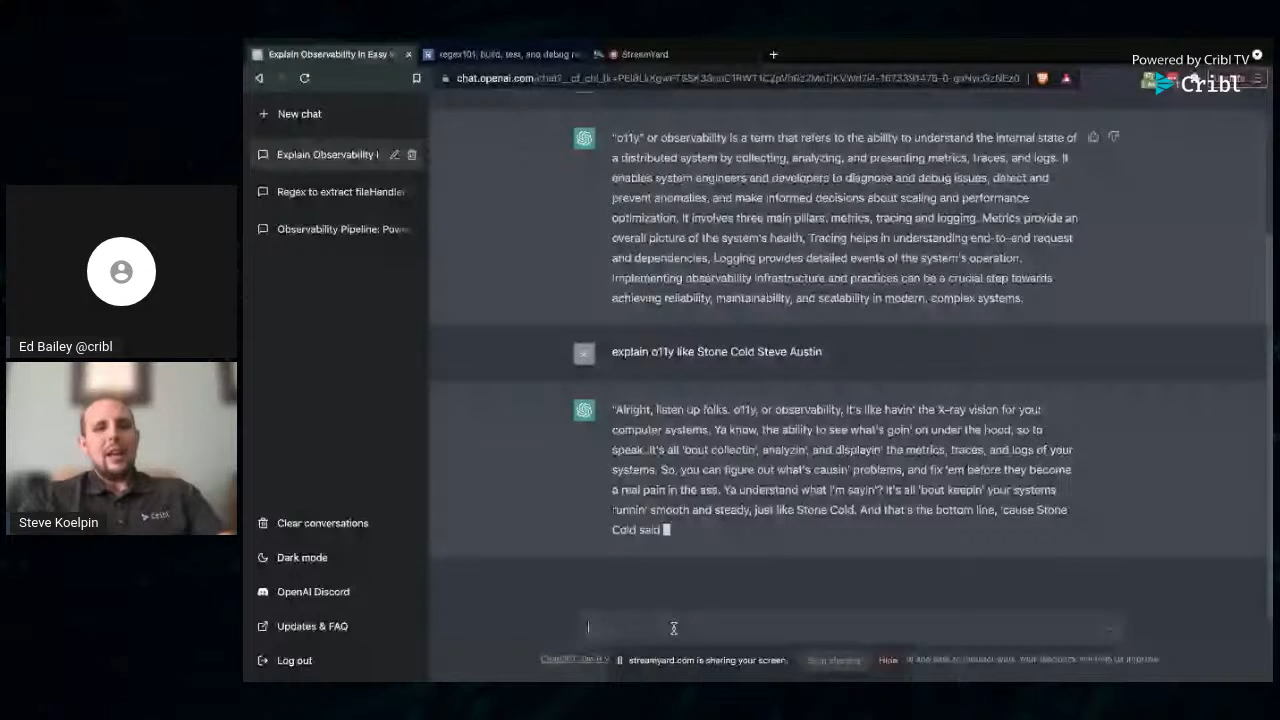 Explain Observability in Easy
regex101, build, test, and debug re
StreamYard
Powered by Cribl TV
Cribl
chat.openai.com
New chat
Explain Observability I
Regex to extract fileHandler
Observability Pipeline: Powe
"o11y" or observability is a term that refers to the ability to understand the internal state of
a distributed system by collecting, analyzing, and presenting metrics, traces, and logs. It
enables system engineers and developers to diagnose and debug issues, detect and
prevent anomalies, and make informed decisions about scaling and performance
optimization. It involves three main pillars, metrics, tracing and logging. Metrics provide an
overall picture of the system's health, Tracing helps in understanding end-to-end request
and dependencies, Logging provides detailed events of the system's operation.
Implementing observability infrastructure and practices can be a crucial step towards
achieving reliability, maintainability, and scalability in modern, complex systems.
explain o11y like Stone Cold Steve Austin
"Alright, listen up folks. o11y, or observability, it's like havin' the X-ray vision for your
computer systems. Ya know, the ability to see what's goin' on under the hood, so to
speak. It's all 'bout collectin', analyzin', and displayin' the metrics, traces, and logs of your
systems. So, you can figure out what's causin' problems, and fix 'em before they become
a real pain in the ass. Ya understand what I'm sayin'? It's all 'bout keepin' your systems
runnin' smooth and steady, just like Stone Cold. And that's the bottom line, 'cause Stone
Cold said
Ed Bailey @cribl
Steve Koelpin
Clear conversations
Dark mode
OpenAI Discord
Updates & FAQ
Log out
streamyard.com is sharing your screen.
Stop sharing
Hide